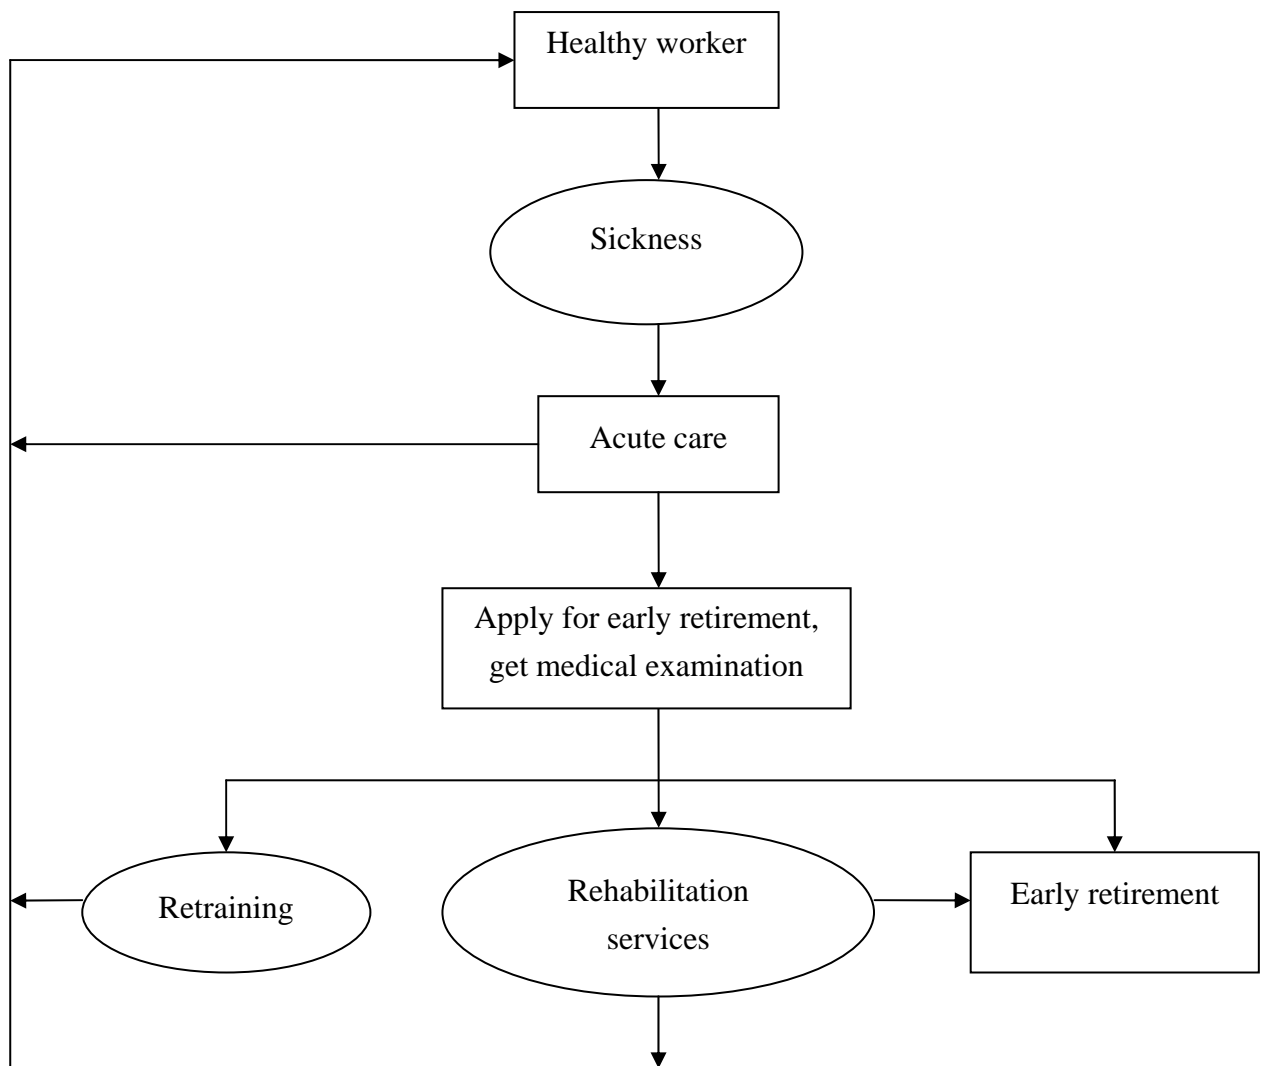 Healthy worker
Sickness
Acute care
Apply for early retirement,
get medical examination
Retraining
Rehabilitation
services
Early retirement